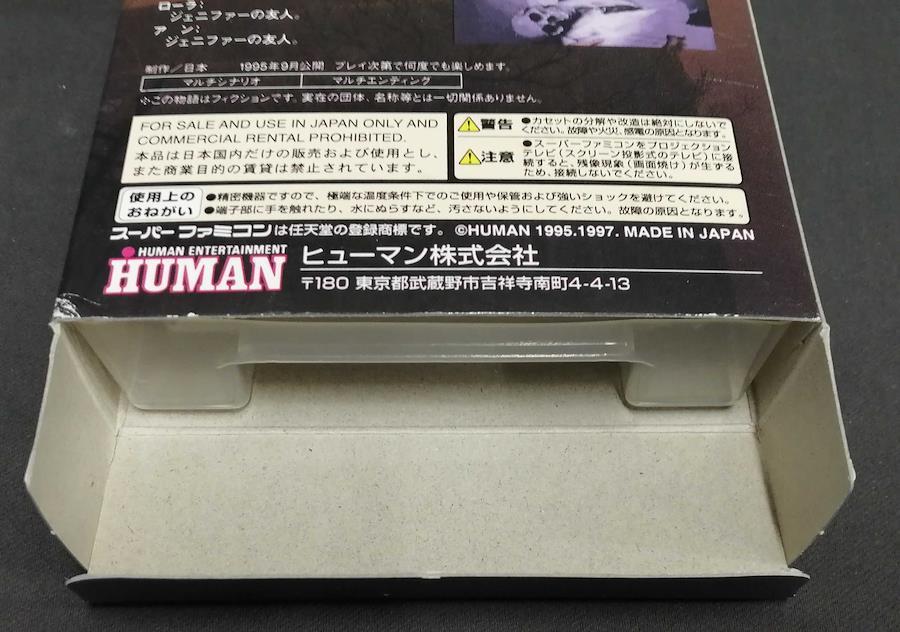 ローラ：
ジェニファーの友人。
アン：
ジェニファーの友人。
制作／日本 1995年9月公開 プレイ次第で何度でも楽しめます。
マルチシナリオ マルチエンディング
※この物語はフィクションです。実在の団体、名称等とは一切関係ありません。
FOR SALE AND USE IN JAPAN ONLY AND
COMMERCIAL RENTAL PROHIBITED.
本品は日本国内だけの販売および使用とし、
また商業目的の賃貸は禁止されています。
警告 ●カセットの分解や改造は絶対にしないで
ください。故障や火災、感電の原因となります。
注意 ●スーパーファミコンをプロジェクション
テレビ（スクリーン投影式のテレビ）に接
続すると、残像現象（画面焼け）が生ずる
ため、接続しないでください。
使用上の
おねがい
●精密機器ですので、極端な温度条件下でのご使用や保管および強いショックを避けてください。
●端子部に手を触れたり、水にぬらすなど、汚さないようにしてください。故障の原因となります。
スーパーファミコンは任天堂の登録商標です。 ©HUMAN 1995.1997. MADE IN JAPAN
HUMAN ENTERTAINMENT
HUMAN
ヒューマン株式会社
〒180 東京都武蔵野市吉祥寺南町4-4-13